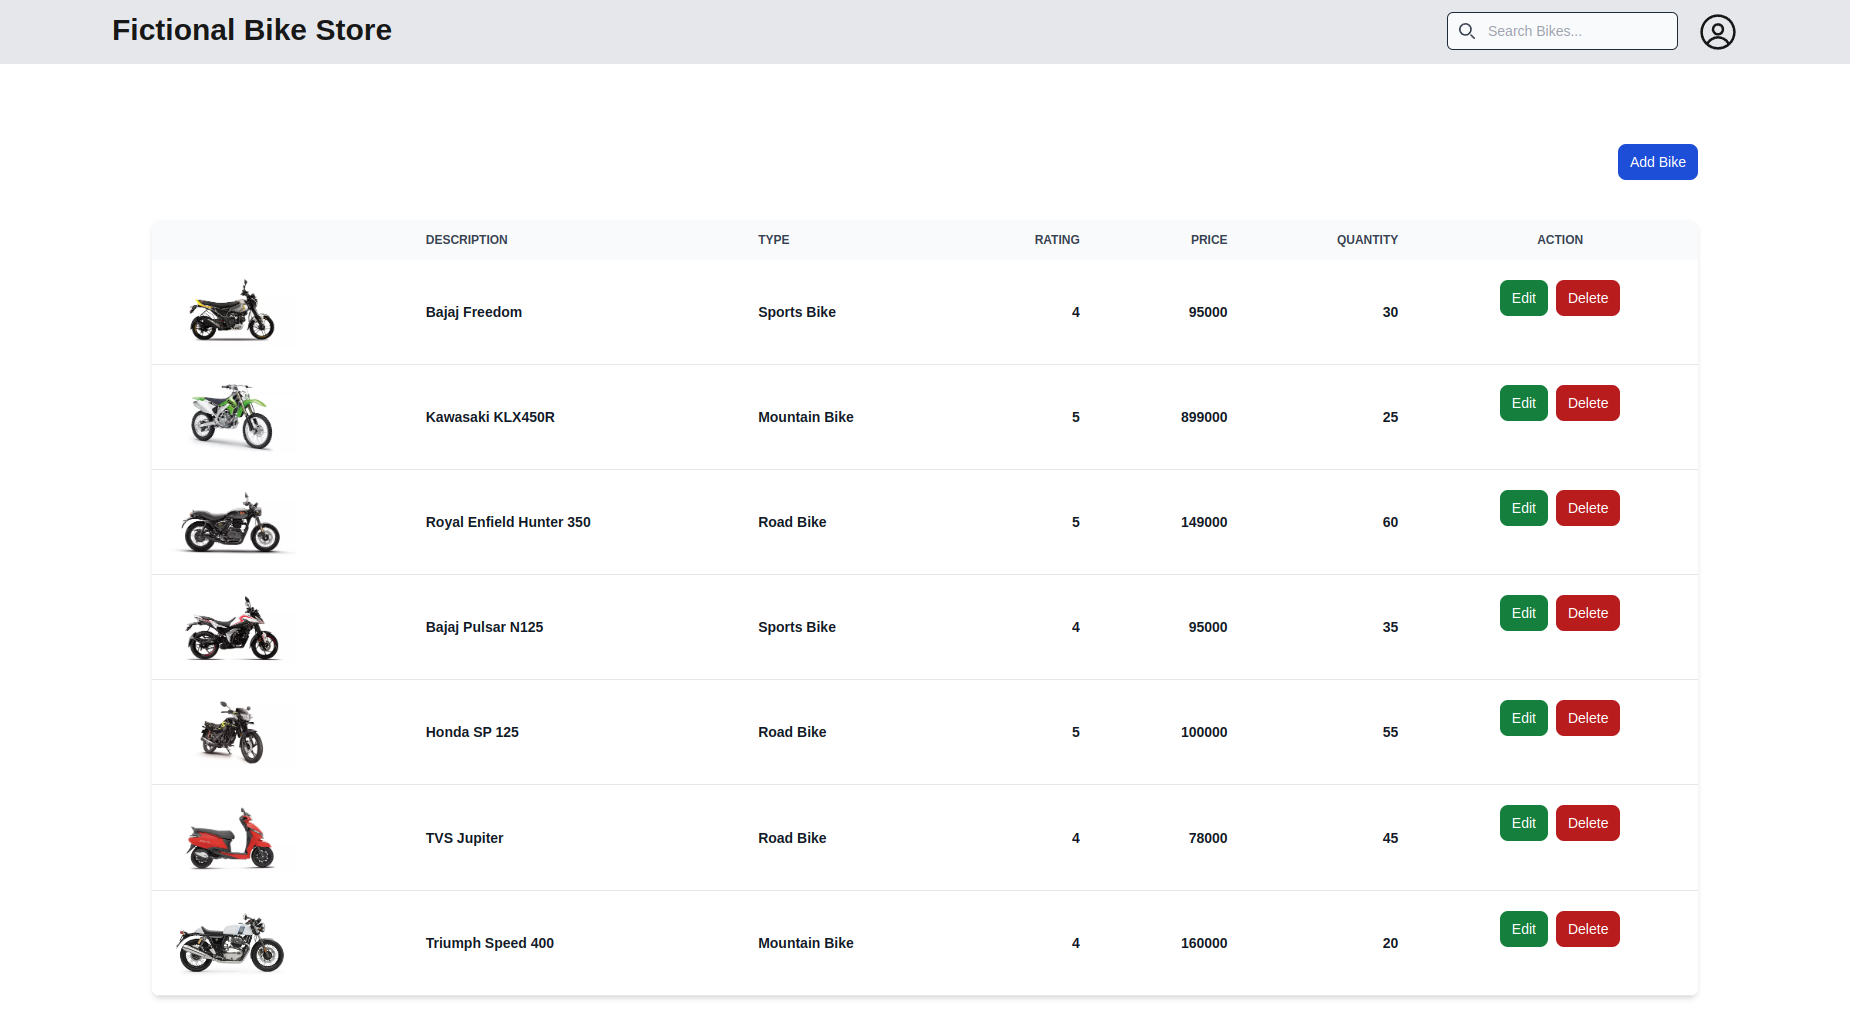 Fictional Bike Store
Search Bikes...
Add Bike
DESCRIPTION TYPE RATING PRICE QUANTITY ACTION
Bajaj Freedom Sports Bike 4 95000 30 Edit Delete
Kawasaki KLX450R Mountain Bike 5 899000 25 Edit Delete
Royal Enfield Hunter 350 Road Bike 5 149000 60 Edit Delete
Bajaj Pulsar N125 Sports Bike 4 95000 35 Edit Delete
Honda SP 125 Road Bike 5 100000 55 Edit Delete
TVS Jupiter Road Bike 4 78000 45 Edit Delete
Triumph Speed 400 Mountain Bike 4 160000 20 Edit Delete